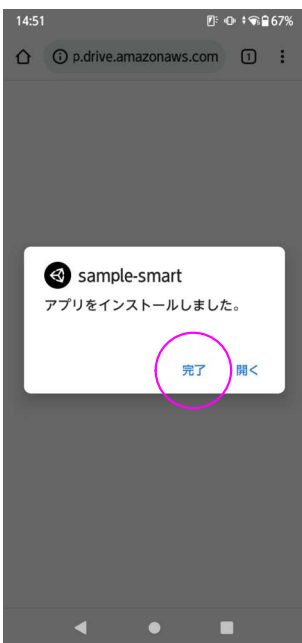 14:51
67%
p.drive.amazonaws.com
1
sample-smart
アプリをインストールしました。
完了
開く